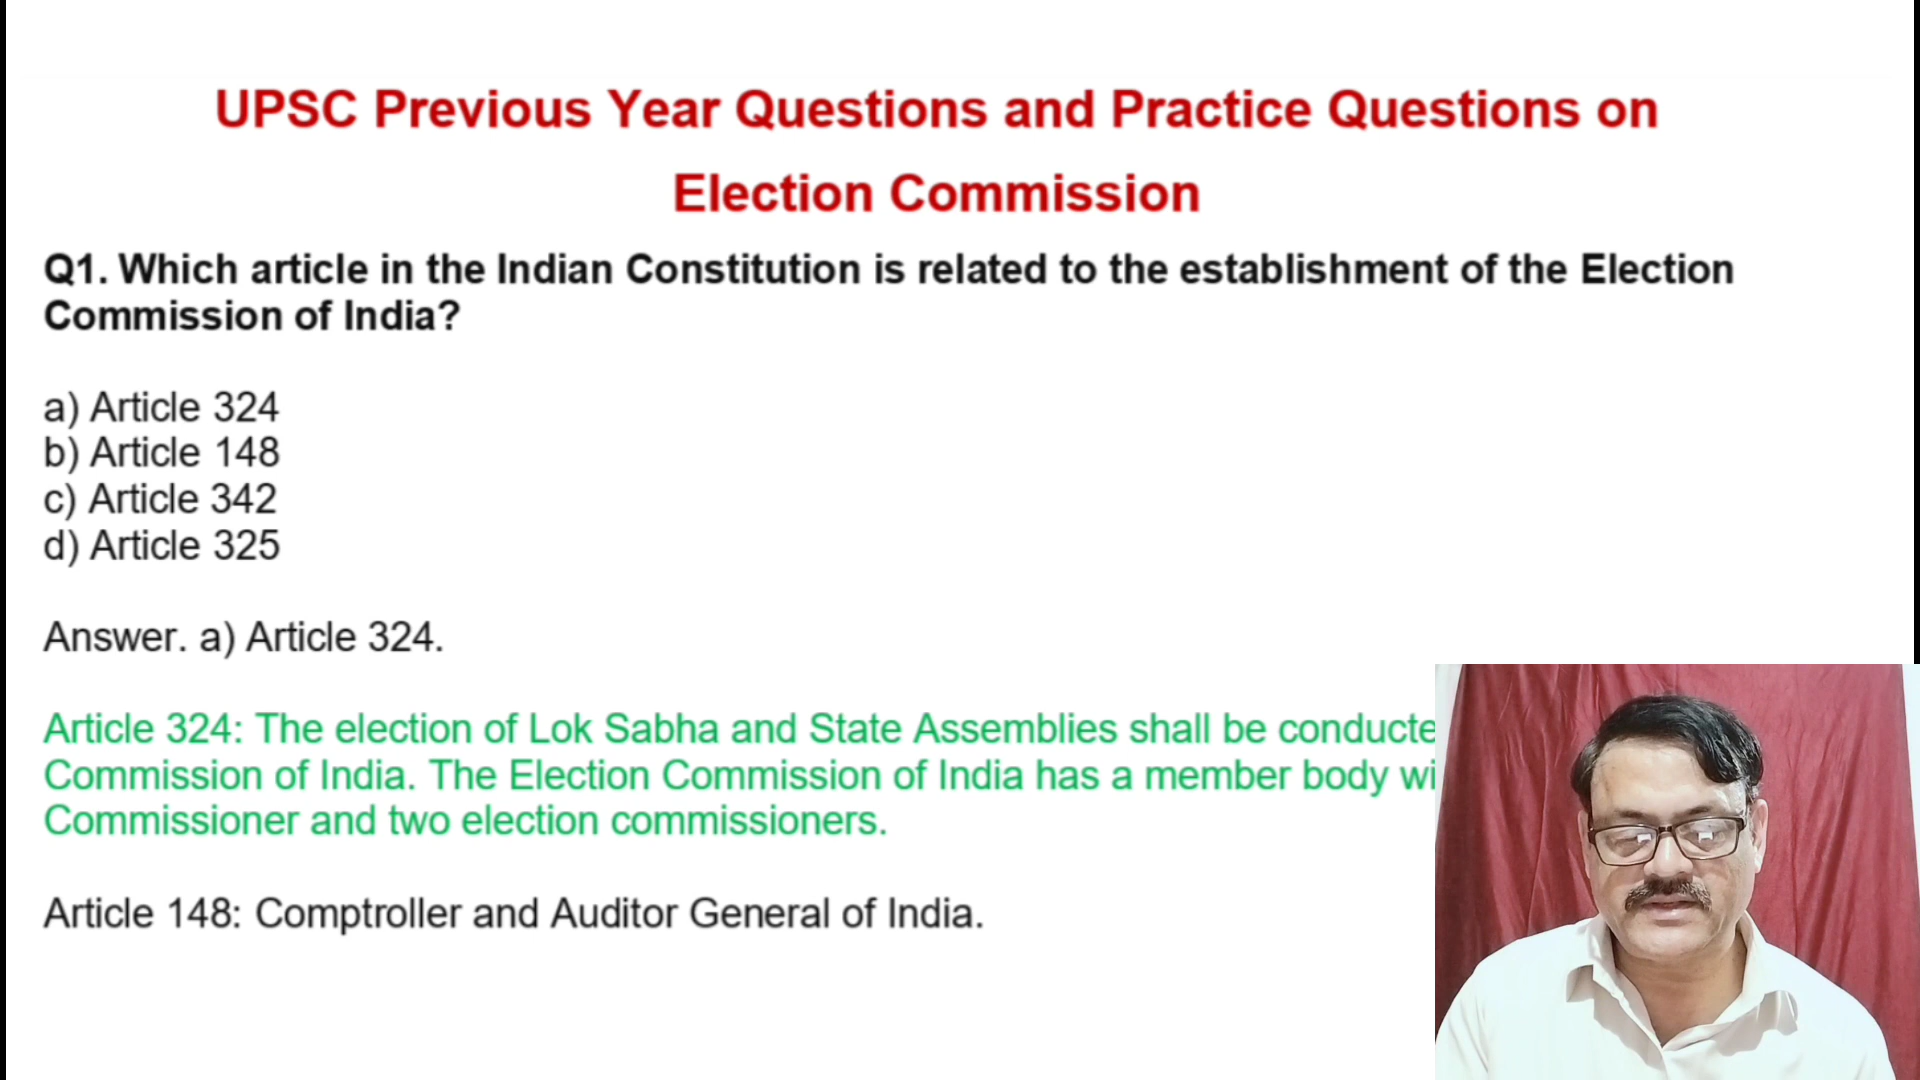 UPSC Previous Year Questions and Practice Questions on
Election Commission
Q1. Which article in the Indian Constitution is related to the establishment of the Election
Commission of India?
a) Article 324
b) Article 148
c) Article 342
d) Article 325
Answer. a) Article 324.
Article 324: The election of Lok Sabha and State Assemblies shall be conducte
Commission of India. The Election Commission of India has a member body wi
Commissioner and two election commissioners.
Article 148: Comptroller and Auditor General of India.